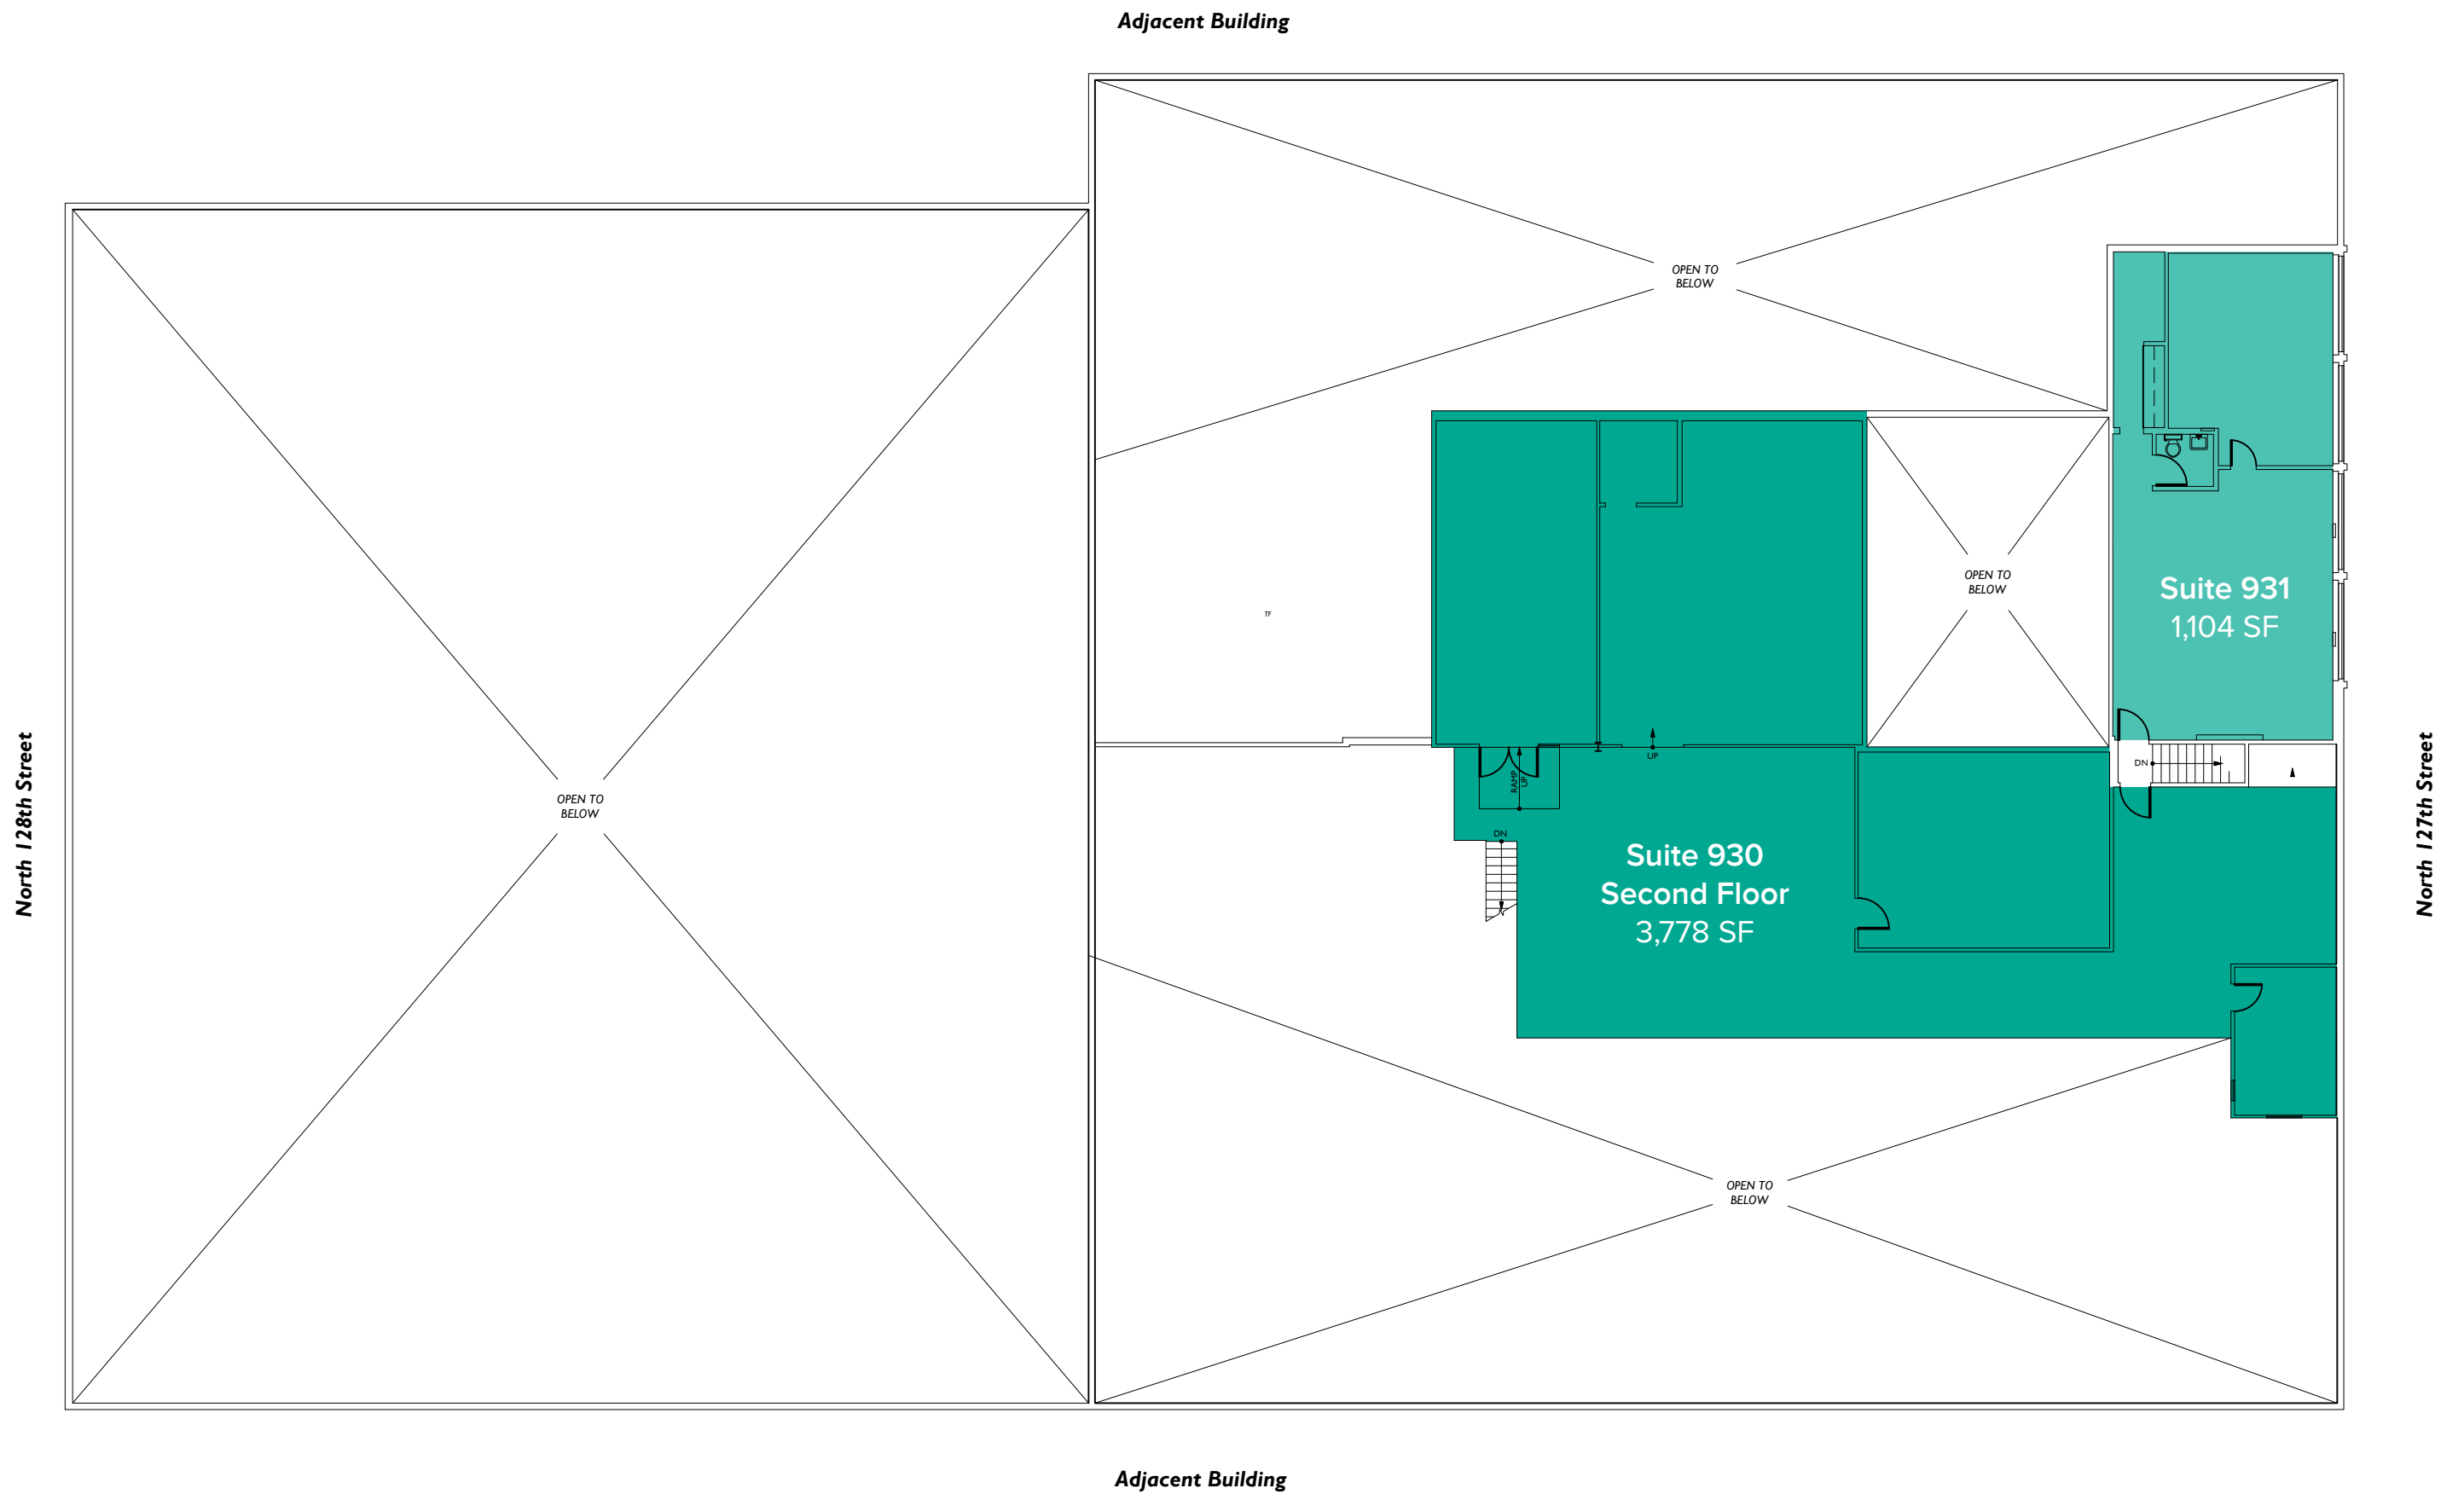 Adjacent Building
OPEN TO
BELOW
OPEN TO
BELOW
Suite 931
1,104 SF
TF
North 128th Street
North 127th Street
UP
RAMP
UP
DN
DN
OPEN TO
BELOW
Suite 930
Second Floor
3,778 SF
OPEN TO
BELOW
Adjacent Building